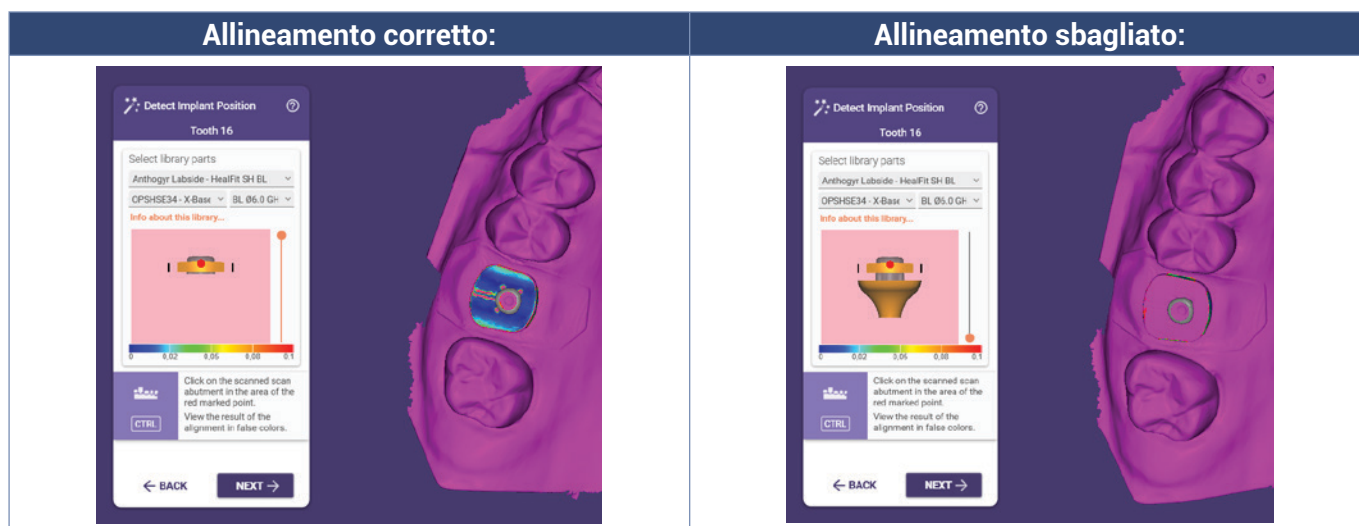 Allineamento corretto:
Allineamento sbagliato:
Detect Implant Position
Tooth 16
Select library parts
Anthogyr Labside - HealFit SH BL
OPSHSE34 - X-Base BL Ø6.0 GH
Info about this library...
0 0,02 0,05 0,08 0.1
Click on the scanned scan
abutment in the area of the
red marked point.
CTRL
View the result of the
alignment in false colors.
BACK
NEXT
Detect Implant Position
Tooth 16
Select library parts
Anthogyr Labside - HealFit SH BL
OPSHSE34 - X-Base BL Ø6.0 GH
Info about this library...
0 0,02 0,05 0,08 0.1
Click on the scanned scan
abutment in the area of the
red marked point.
CTRL
View the result of the
alignment in false colors.
BACK
NEXT